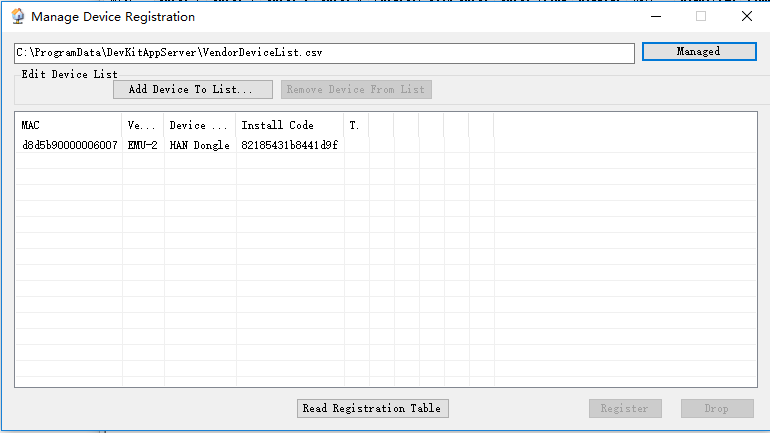 Manage Device Registration
C:\ProgramData\DevKitAppServer\VendorDeviceList.csv
Managed
Edit Device List
Add Device To List...
Remove Device From List
MAC Ve... Device ... Install Code T.
d8d5b90000006007 EMU-2 HAN Dongle 82185431b8441d9f
Read Registration Table
Register
Drop